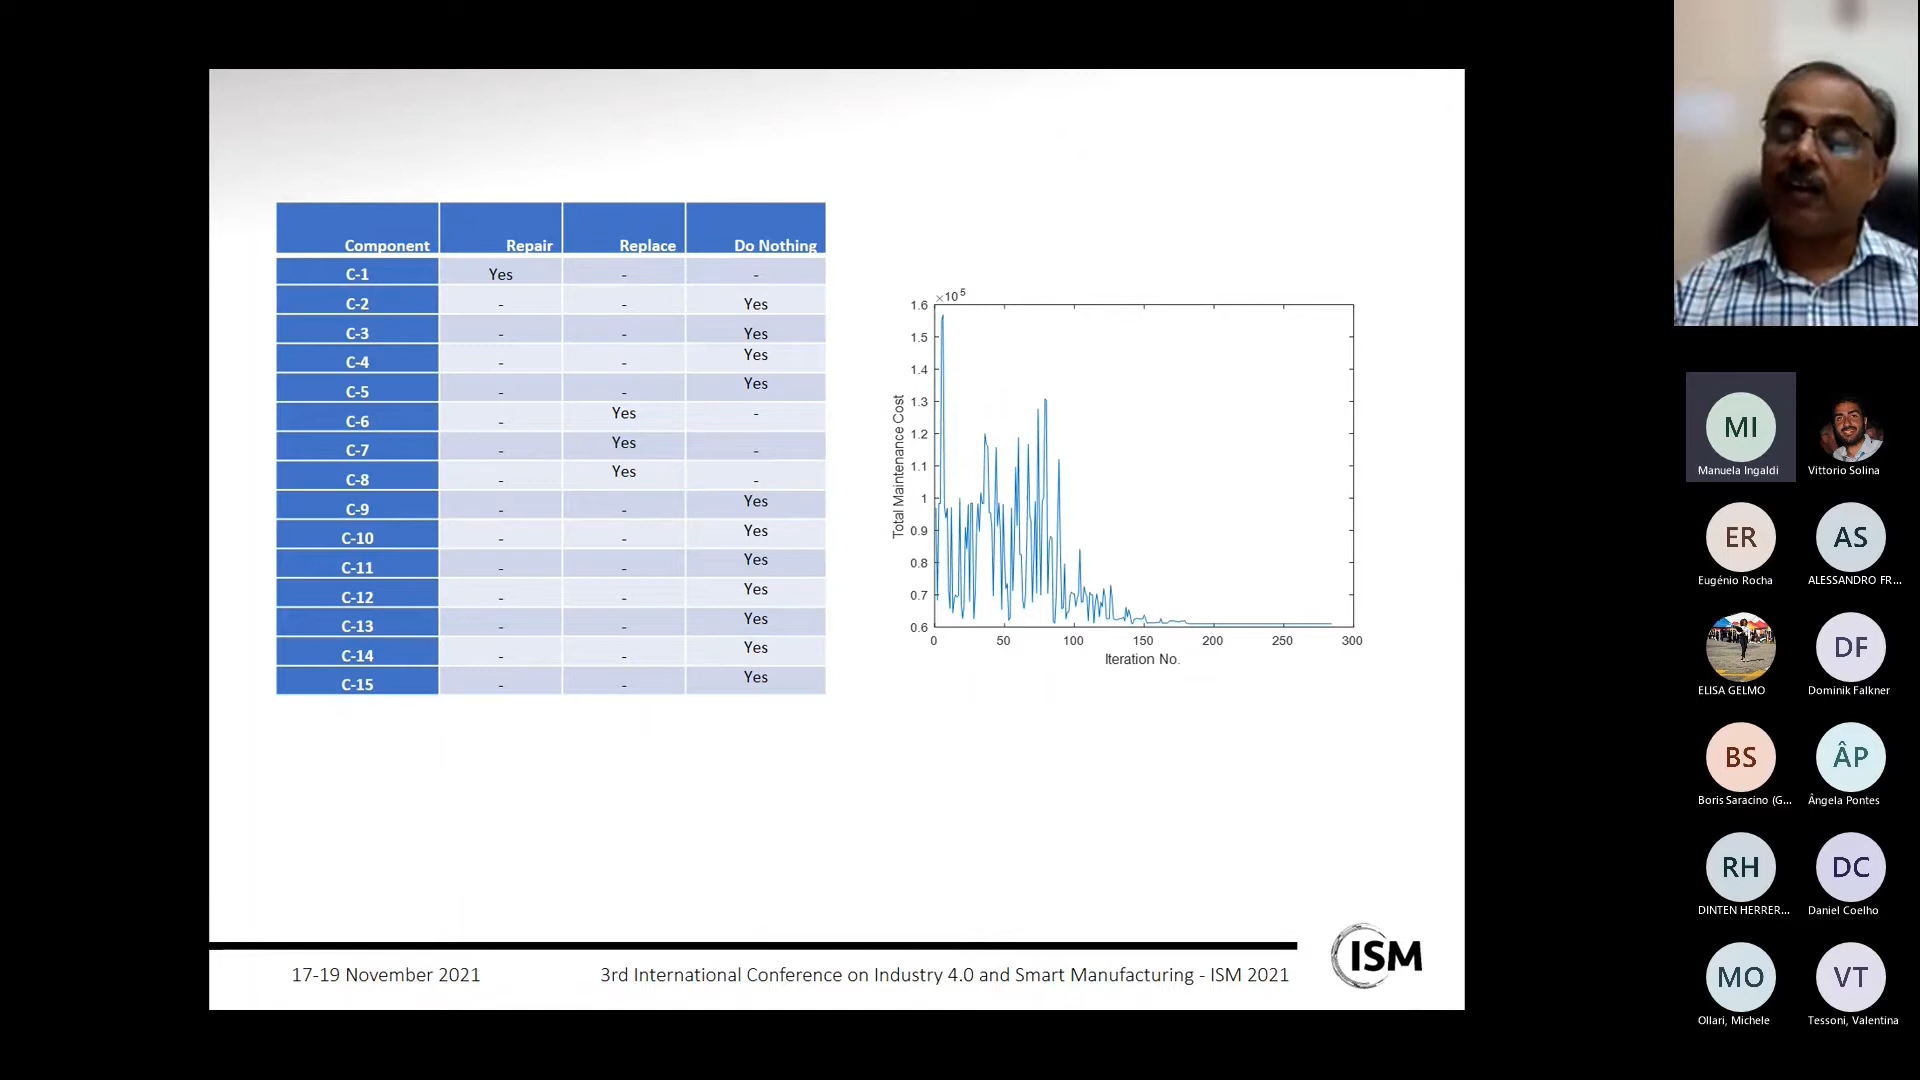 Component Repair Replace Do Nothing
C-1 Yes - -
C-2 - - Yes
C-3 - - Yes
C-4 - - Yes
C-5 - - Yes
C-6 - Yes -
C-7 - Yes -
C-8 - Yes -
C-9 - - Yes
C-10 - - Yes
C-11 - - Yes
C-12 - - Yes
C-13 - - Yes
C-14 - - Yes
C-15 - - Yes
×10 5
1.6
1.5
1.4
1.3
1.2
1.1
1
0.9
0.8
0.7
0.6
Total Maintenance Cost
0 50 100 150 200 250 300
Iteration No.
17-19 November 2021
3rd International Conference on Industry 4.0 and Smart Manufacturing - ISM 2021
ISM
MI
Manuela Ingaldi
Vittorio Solina
ER AS
Eugénio Rocha ALESSANDRO FR...
DF
ELISA GELMO Dominik Falkner
BS ÂP
Boris Saracino (G... Ângela Pontes
RH DC
DINTEN HERRER... Daniel Coelho
MO VT
Ollari, Michele Tessoni, Valentina